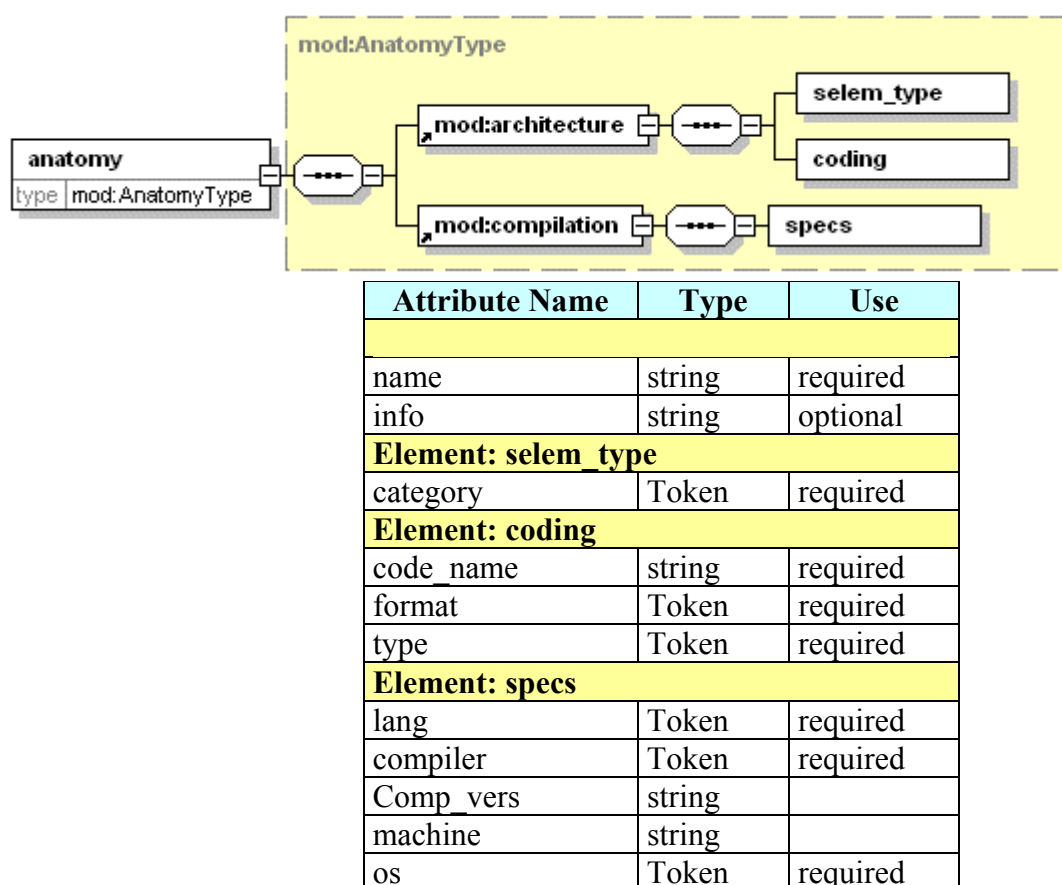 mod:AnatomyType
selem_type
mod:architecture
anatomy
coding
type mod:AnatomyType
mod:compilation
specs
Attribute Name Type Use
name string required
info string optional
Element: selem_type
category Token required
Element: coding
code_name string required
format Token required
type Token required
Element: specs
lang Token required
compiler Token required
Comp_vers string
machine string
os Token required